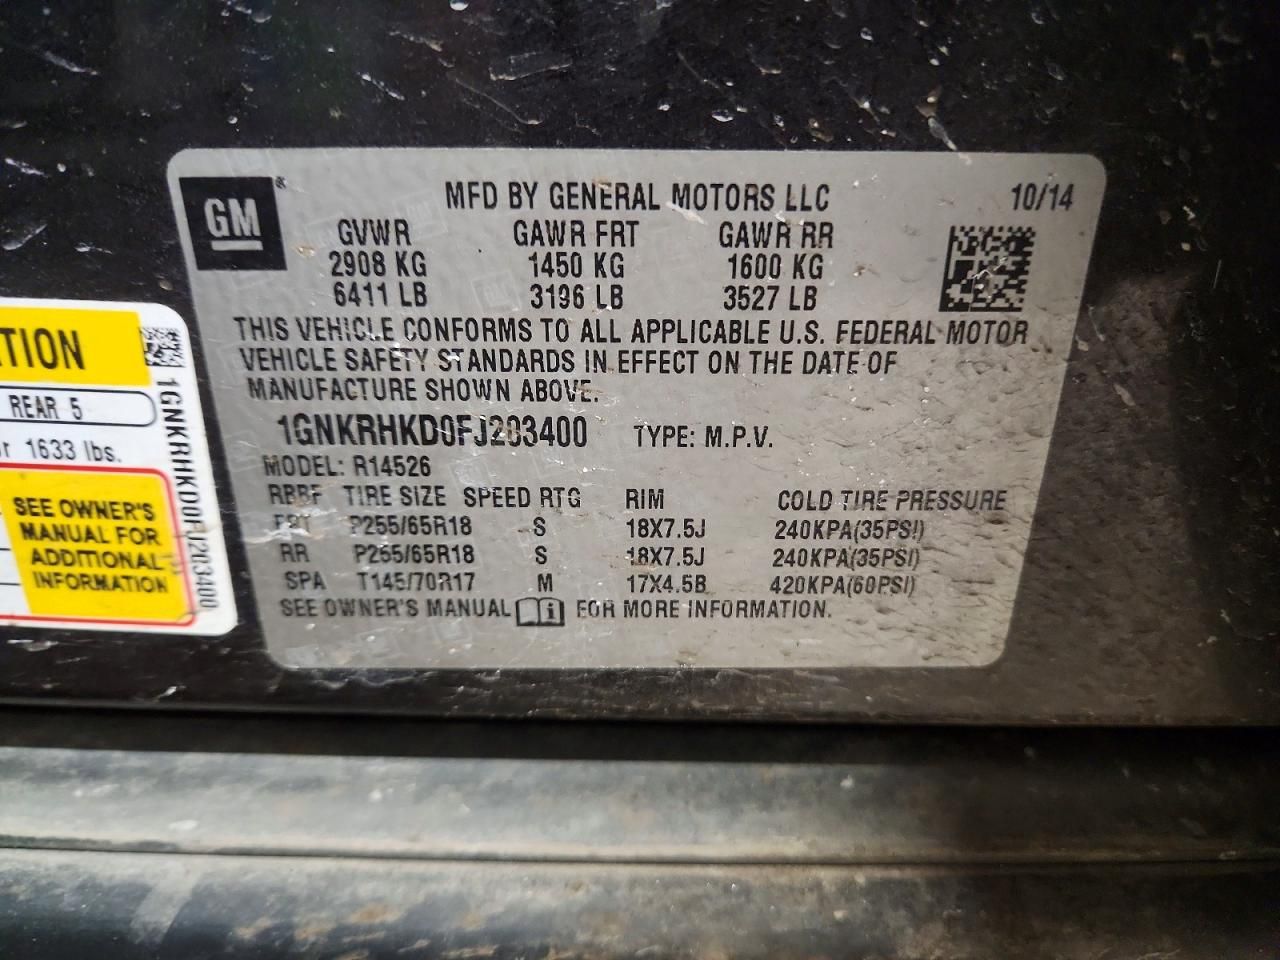 GM®
MFD BY GENERAL MOTORS LLC 10/14
GVWR GAWR FRT GAWR RR
2908 KG 1450 KG 1600 KG
6411 LB 3196 LB 3527 LB
THIS VEHICLE CONFORMS TO ALL APPLICABLE U.S. FEDERAL MOTOR
VEHICLE SAFETY STANDARDS IN EFFECT ON THE DATE OF
MANUFACTURE SHOWN ABOVE.
1GNKRHKD0FJ203400 TYPE: M.P.V.
MODEL: R14526
RBBF TIRE SIZE SPEED RTG RIM COLD TIRE PRESSURE
FRT P255/65R18 S 18X7.5J 240KPA(35PSI)
RR P265/65R18 S 18X7.5J 240KPA(35PSI)
SPA T145/70R17 M 17X4.5B 420KPA(60PSI)
SEE OWNER'S MANUAL i FOR MORE INFORMATION.
TION
REAR 5
r 1633 lbs.
SEE OWNER'S
MANUAL FOR
ADDITIONAL
INFORMATION
1GNKRHKD0FJ203400